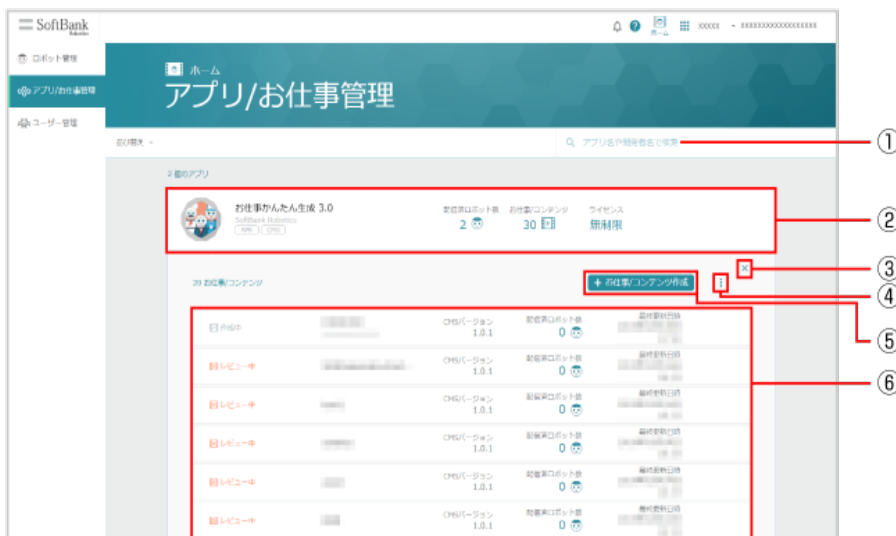 SoftBank
Robotics
ホーム
xxxxx - xxxxxxxxxxxxxxxxxx
ロボット管理
アプリ/お仕事管理
ユーザー管理
ホーム
アプリ/お仕事管理
並び替え
アプリ名や開発者名で検索
①
2 個のアプリ
お仕事かんたん生成 3.0
SoftBank Robotics
APK CMS
配信済ロボット数 お仕事/コンテンツ ライセンス
2 30 無制限
②
③
お仕事/コンテンツ
+ お仕事/コンテンツ作成
④
⑤
⑥
作成中 CMSバージョン 1.0.1 配信済ロボット数 0 最終更新日時
レビュー中 CMSバージョン 1.0.1 配信済ロボット数 0 最終更新日時
レビュー中 CMSバージョン 1.0.1 配信済ロボット数 0 最終更新日時
レビュー中 CMSバージョン 1.0.1 配信済ロボット数 0 最終更新日時
レビュー中 CMSバージョン 1.0.1 配信済ロボット数 0 最終更新日時
レビュー中 CMSバージョン 1.0.1 配信済ロボット数 0 最終更新日時